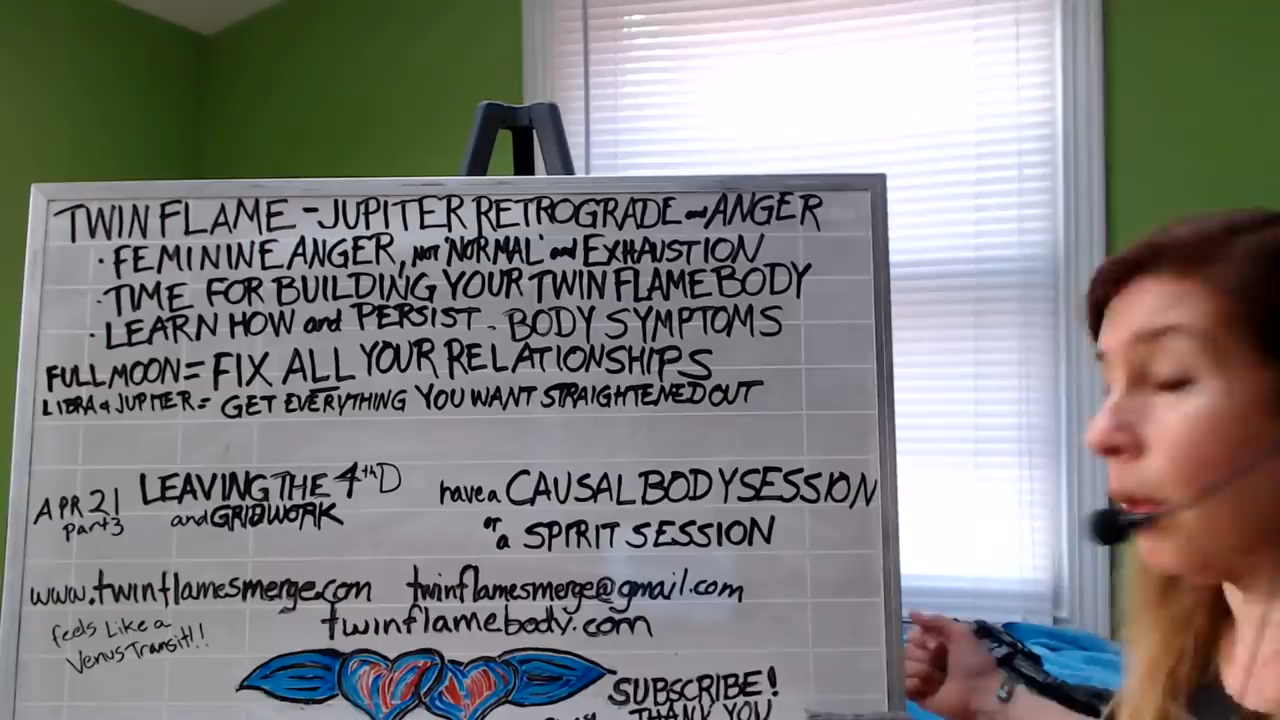 TWIN FLAME - JUPITER RETROGRADE and ANGER
· FEMININE ANGER, NOT 'NORMAL' and EXHAUSTION
· TIME FOR BUILDING YOUR TWIN FLAME BODY
· LEARN HOW and PERSIST - BODY SYMPTOMS
FULL MOON = FIX ALL YOUR RELATIONSHIPS
LIBRA & JUPITER = GET EVERYTHING YOU WANT STRAIGHTENED OUT
APR 21 LEAVING THE 4th D have a CAUSAL BODY SESSION
part 3 and GRIDWORK or a SPIRIT SESSION
www.twinflamesmerge.com twinflamesmerge@gmail.com
feels Like a twinflamebody.com
Venus Transit!!
SUBSCRIBE!
THANK YOU